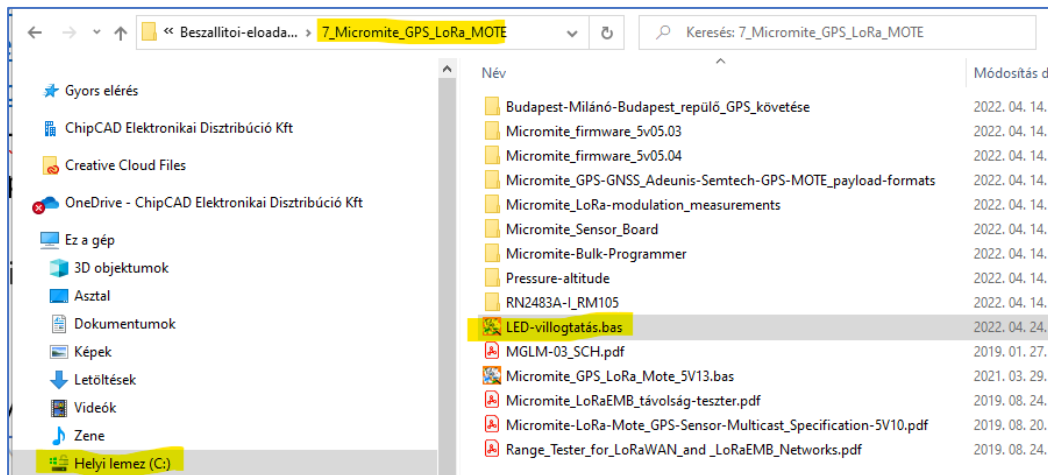 « Beszallitoi-eloada... › 7_Micromite_GPS_LoRa_MOTE
Keresés: 7_Micromite_GPS_LoRa_MOTE
Gyors elérés
ChipCAD Elektronikai Disztribúció Kft
Creative Cloud Files
OneDrive - ChipCAD Elektronikai Disztribúció Kft
Ez a gép
3D objektumok
Asztal
Dokumentumok
Képek
Letöltések
Videók
Zene
Helyi lemez (C:)
Név Módosítás d
Budapest-Milánó-Budapest_repülő_GPS_követése 2022. 04. 14.
Micromite_firmware_5v05.03 2022. 04. 14.
Micromite_firmware_5v05.04 2022. 04. 14.
Micromite_GPS-GNSS_Adeunis-Semtech-GPS-MOTE_payload-formats 2022. 04. 14.
Micromite_LoRa-modulation_measurements 2022. 04. 14.
Micromite_Sensor_Board 2022. 04. 14.
Micromite-Bulk-Programmer 2022. 04. 14.
Pressure-altitude 2022. 04. 14.
RN2483A-I_RM105 2022. 04. 14.
LED-villogtatás.bas 2022. 04. 24.
MGLM-03_SCH.pdf 2019. 01. 27.
Micromite_GPS_LoRa_Mote_5V13.bas 2021. 03. 29.
Micromite_LoRaEMB_távolság-teszter.pdf 2019. 08. 24.
Micromite-LoRa-Mote_GPS-Sensor-Multicast_Specification-5V10.pdf 2019. 08. 20.
Range_Tester_for_LoRaWAN_and _LoRaEMB_Networks.pdf 2019. 08. 24.